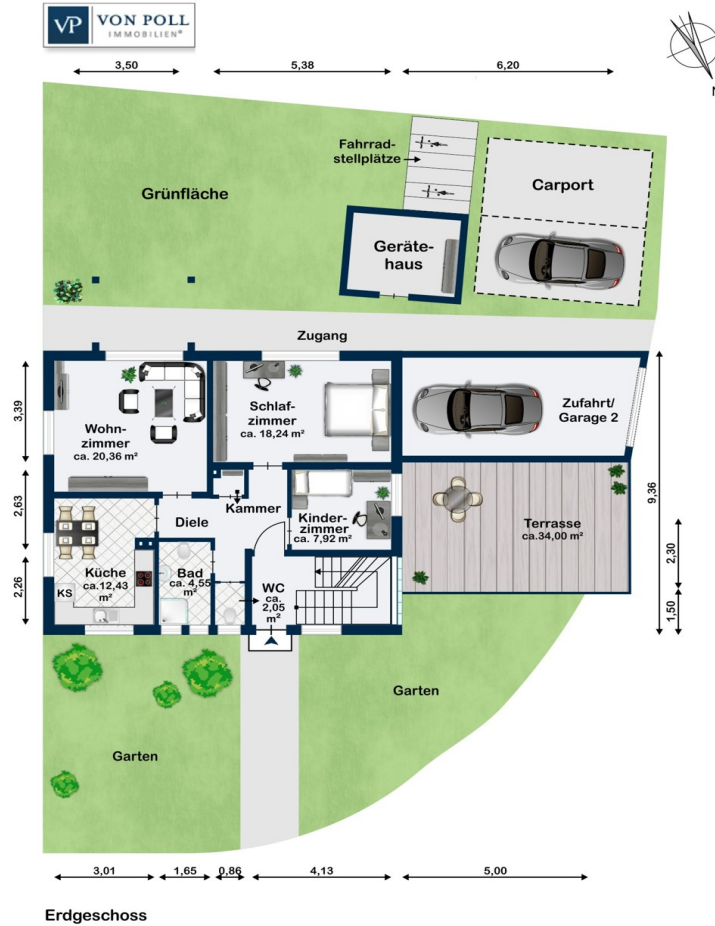 VP VON POLL
IMMOBILIEN®
3,50
5,38
6,20
N
Fahrrad-
stellplätze
Grünfläche
Carport
Geräte-
haus
Zugang
Wohn-
zimmer
ca. 20,36 m²
Schlaf-
zimmer
ca. 18,24 m²
Zufahrt/
Garage 2
3,39
2,63
2,26
9,36
2,30
1,50
Diele
Kammer
Kinder-
zimmer
ca. 7,92 m²
Terrasse
ca.34,00 m²
Küche
ca.12,43
m²
KS
Bad
ca. 4,55
m²
WC
ca.
2,05
m²
Garten
Garten
3,01
1,65
0,86
4,13
5,00
Erdgeschoss